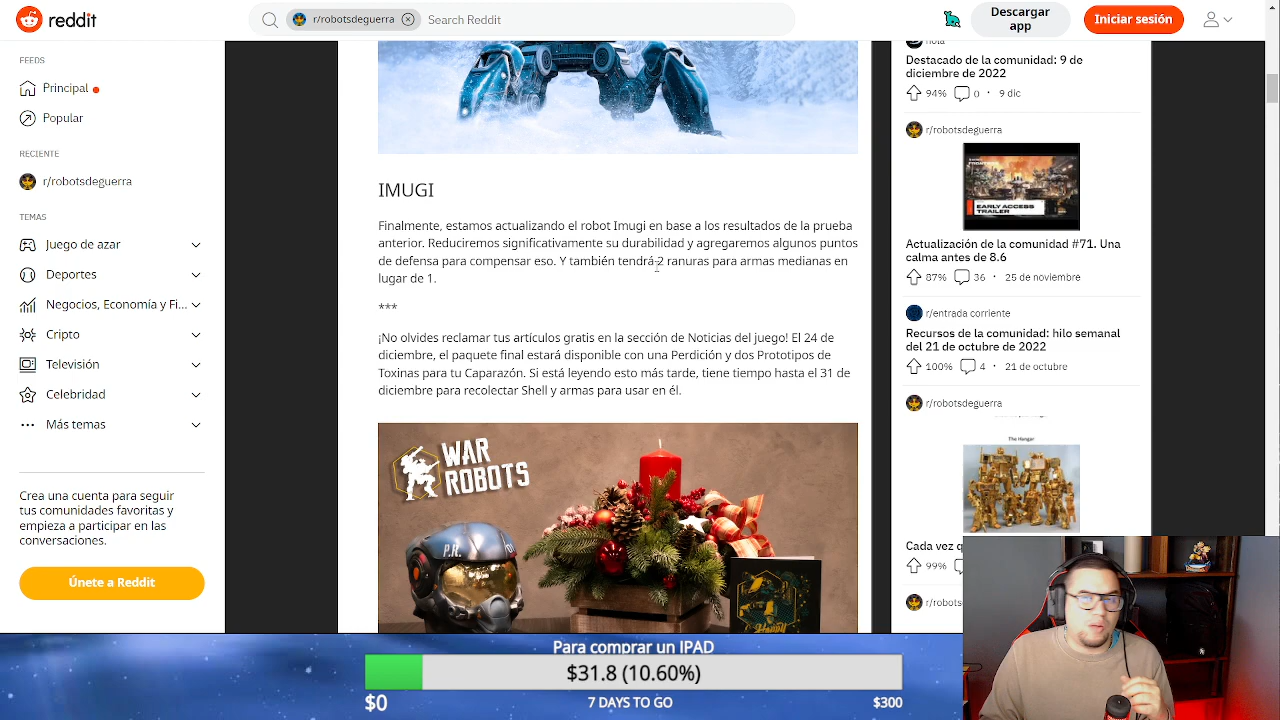 reddit
r/robotsdeguerra
Search Reddit
Descargar
app
Iniciar sesión
FEEDS
Principal
Popular
RECIENTE
r/robotsdeguerra
TEMAS
Juego de azar
Deportes
Negocios, Economía y Fi...
Cripto
Televisión
Celebridad
Más temas
Crea una cuenta para seguir
tus comunidades favoritas y
empieza a participar en las
conversaciones.
Únete a Reddit
IMUGI
Finalmente, estamos actualizando el robot Imugi en base a los resultados de la prueba
anterior. Reduciremos significativamente su durabilidad y agregaremos algunos puntos
de defensa para compensar eso. Y también tendrá 2 ranuras para armas medianas en
lugar de 1.
***
¡No olvides reclamar tus artículos gratis en la sección de Noticias del juego! El 24 de
diciembre, el paquete final estará disponible con una Perdición y dos Prototipos de
Toxinas para tu Caparazón. Si está leyendo esto más tarde, tiene tiempo hasta el 31 de
diciembre para recolectar Shell y armas para usar en él.
WAR
ROBOTS
P.R.
Happy
Destacado de la comunidad: 9 de
diciembre de 2022
94% 0 · 9 dic
r/robotsdeguerra
EARLY ACCESS
TRAILER
Actualización de la comunidad #71. Una
calma antes de 8.6
87% 36 · 25 de noviembre
r/entrada corriente
Recursos de la comunidad: hilo semanal
del 21 de octubre de 2022
100% 4 · 21 de octubre
r/robotsdeguerra
The Hangar
Cada vez q
99%
r/robots
Para comprar un IPAD
$31.8 (10.60%)
$0
7 DAYS TO GO
$300